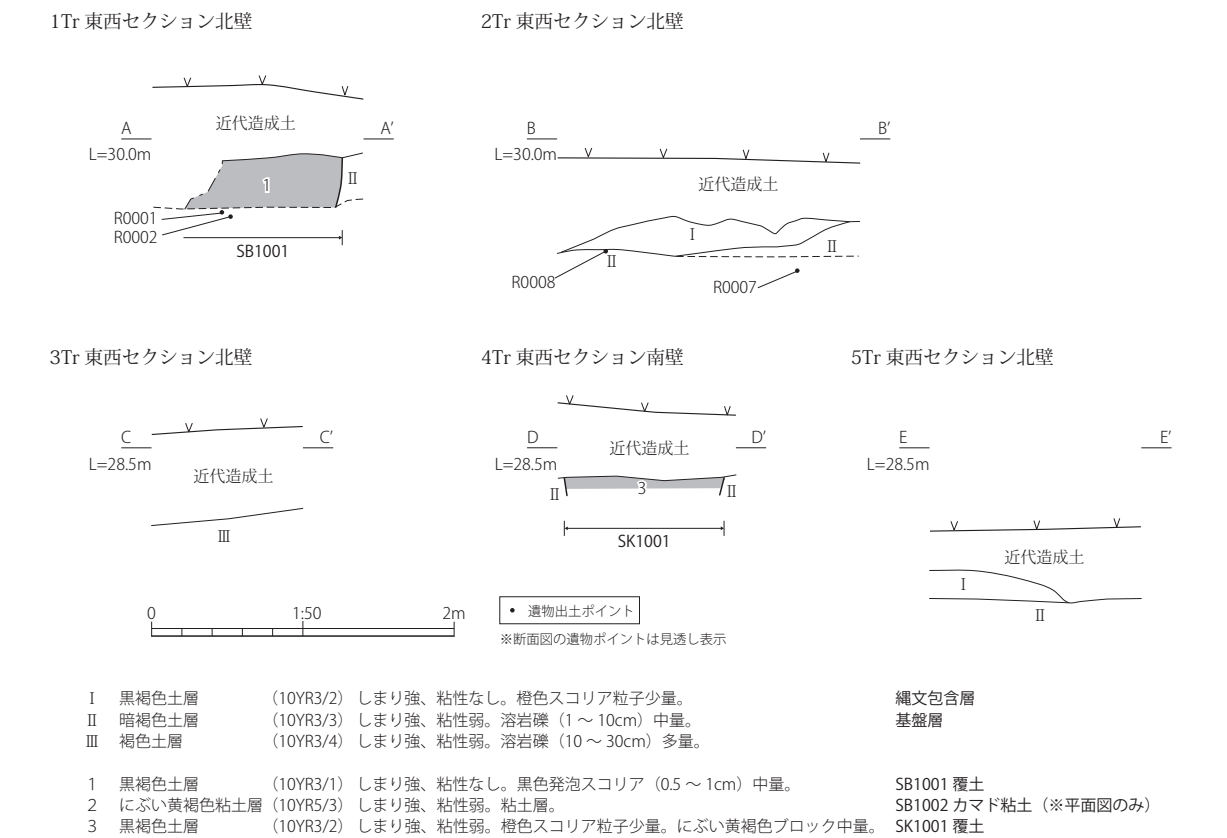 1Tr 東西セクション北壁
2Tr 東西セクション北壁
近代造成土
A
A′
L=30.0m
1
Ⅱ
R0001
R0002
SB1001
B
B′
L=30.0m
近代造成土
Ⅰ
Ⅱ
Ⅱ
R0008
R0007
3Tr 東西セクション北壁
4Tr 東西セクション南壁
5Tr 東西セクション北壁
C
C′
L=28.5m
近代造成土
Ⅲ
D
D′
L=28.5m
近代造成土
Ⅱ
3
Ⅱ
SK1001
E
E′
L=28.5m
近代造成土
Ⅰ
Ⅱ
0 1:50 2m
• 遺物出土ポイント
※断面図の遺物ポイントは見透し表示
Ⅰ 黒褐色土層 （10YR3/2） しまり強、粘性なし。橙色スコリア粒子少量。 縄文包含層
Ⅱ 暗褐色土層 （10YR3/3） しまり強、粘性弱。溶岩礫（1 ～ 10cm）中量。 基盤層
Ⅲ 褐色土層 （10YR3/4） しまり強、粘性弱。溶岩礫（10 ～ 30cm）多量。
1 黒褐色土層 （10YR3/1） しまり強、粘性なし。黒色発泡スコリア（0.5 ～ 1cm）中量。 SB1001 覆土
2 にぶい黄褐色粘土層（10YR5/3） しまり強、粘性弱。粘土層。 SB1002 カマド粘土（※平面図のみ）
3 黒褐色土層 （10YR3/2） しまり強、粘性弱。橙色スコリア粒子少量。にぶい黄褐色ブロック中量。 SK1001 覆土